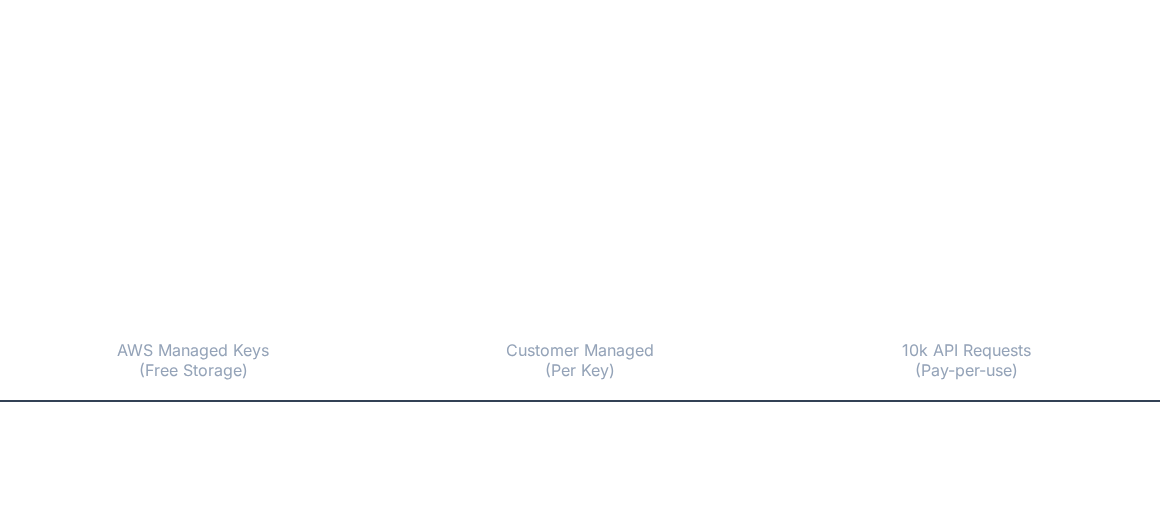 AWS Managed Keys
(Free Storage)
Customer Managed
(Per Key)
10k API Requests
(Pay-per-use)